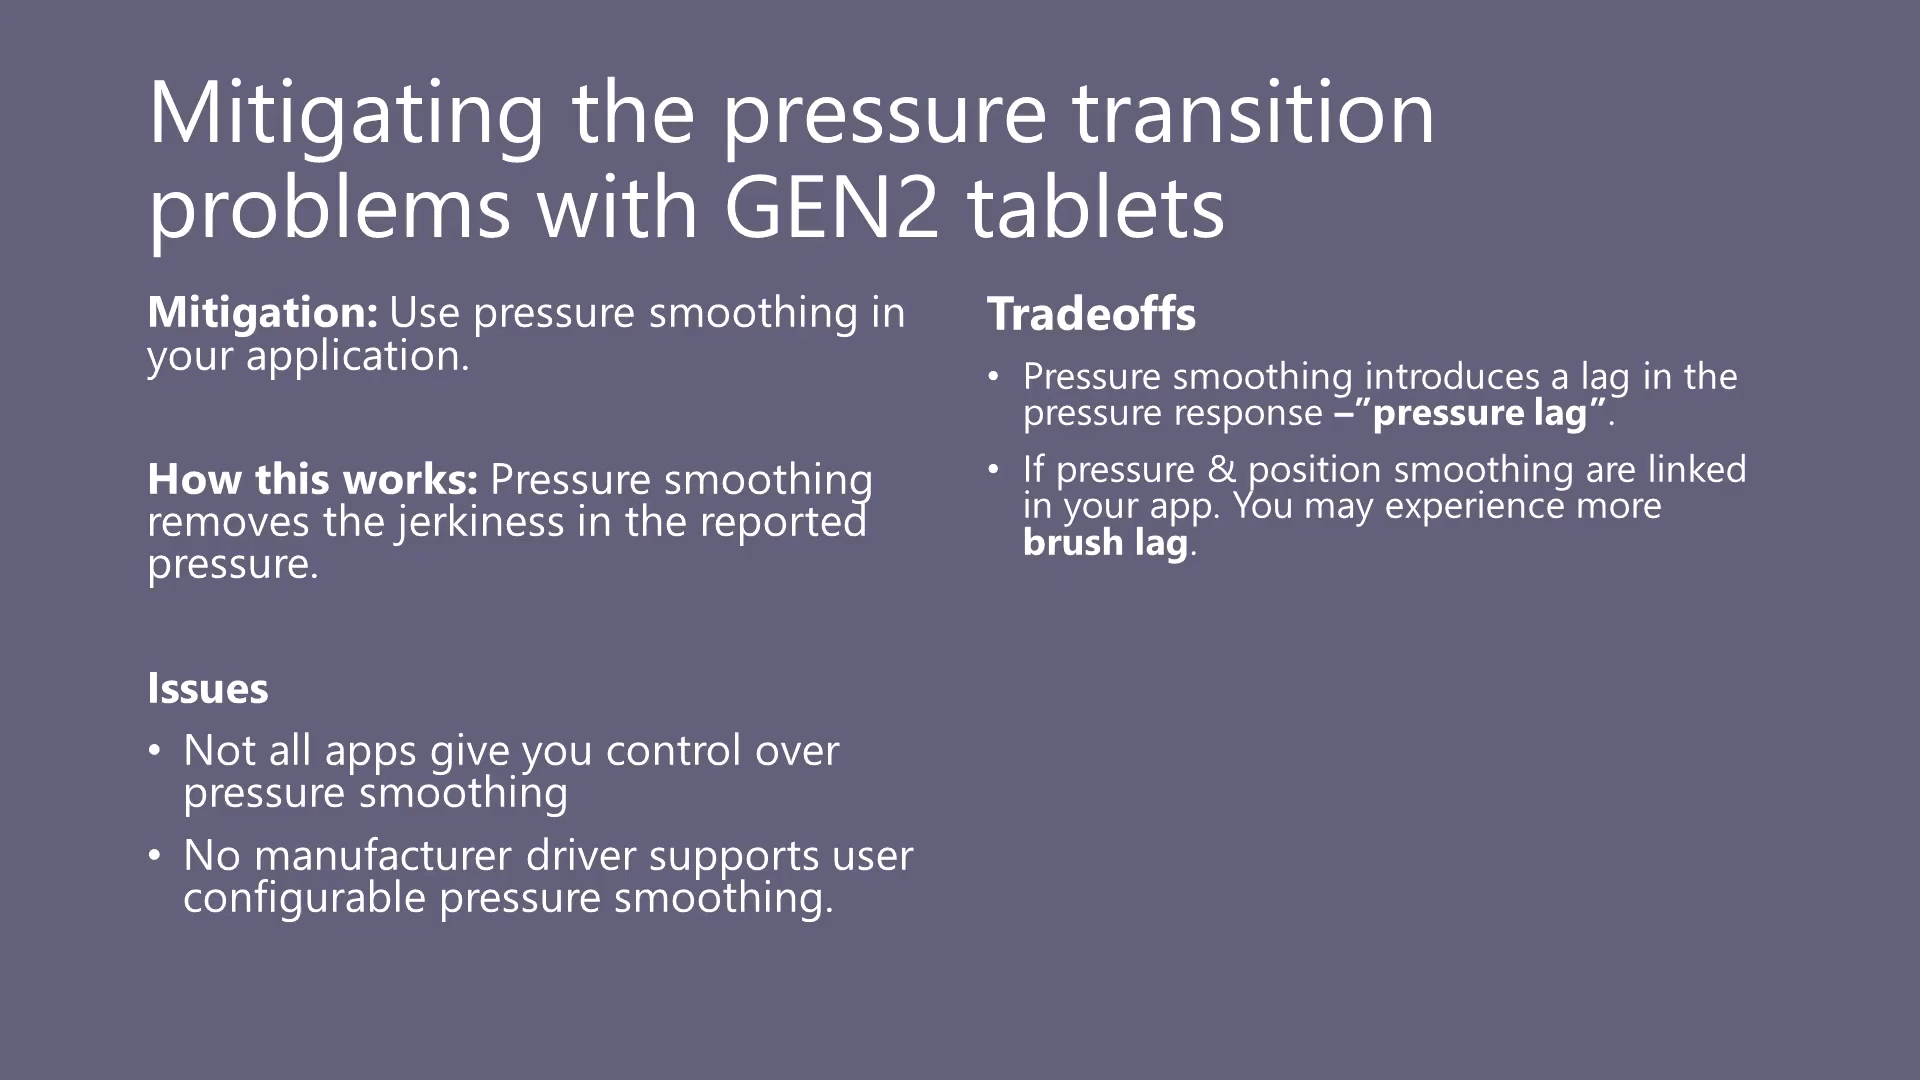 Mitigating the pressure transition
problems with GEN2 tablets
Mitigation: Use pressure smoothing in
your application.
How this works: Pressure smoothing
removes the jerkiness in the reported
pressure.
Issues
• Not all apps give you control over
pressure smoothing
• No manufacturer driver supports user
configurable pressure smoothing.
Tradeoffs
• Pressure smoothing introduces a lag in the
pressure response –”pressure lag”.
• If pressure & position smoothing are linked
in your app. You may experience more
brush lag.